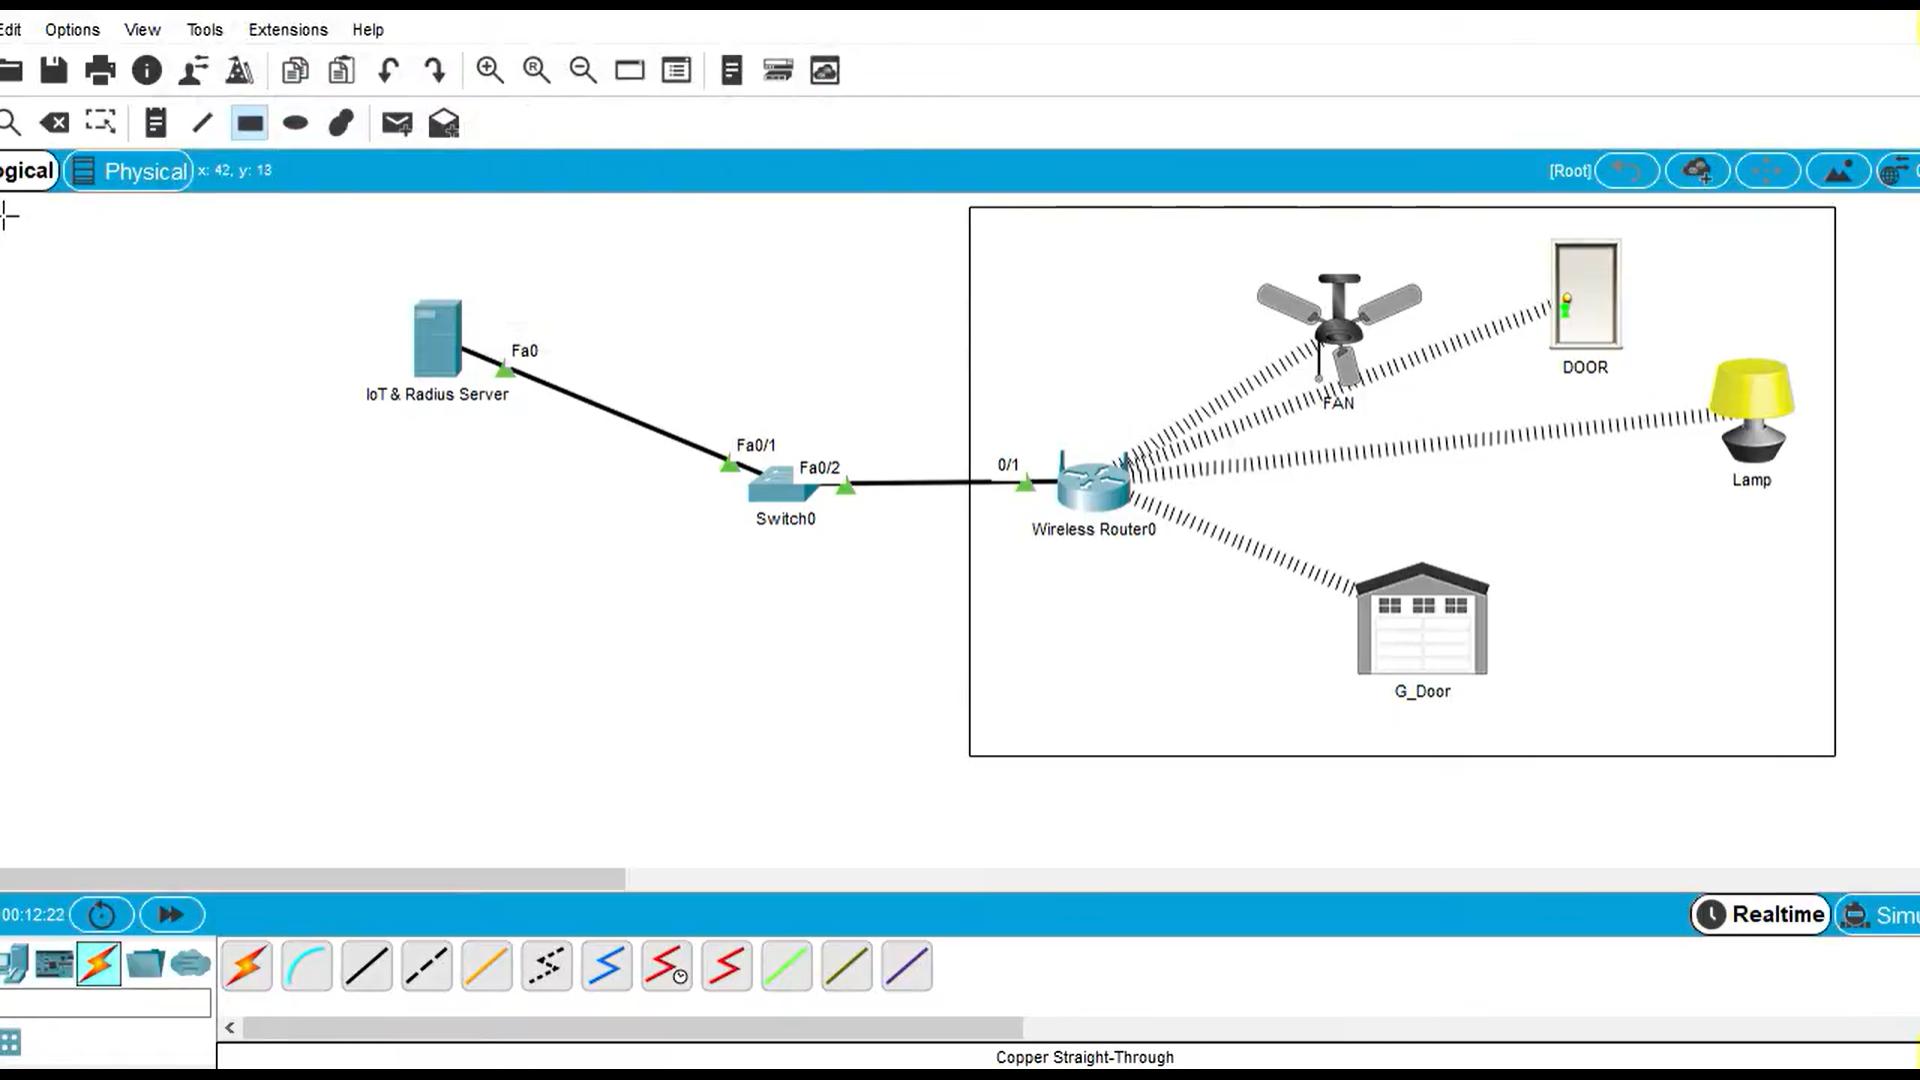 Edit Options View Tools Extensions Help
ogical Physical x: 42, y: 13 [Root]
Fa0
IoT & Radius Server
Fa0/1
Fa0/2
Switch0
0/1
Wireless Router0
FAN
DOOR
Lamp
G_Door
00:12:22 Realtime Simu
Copper Straight-Through